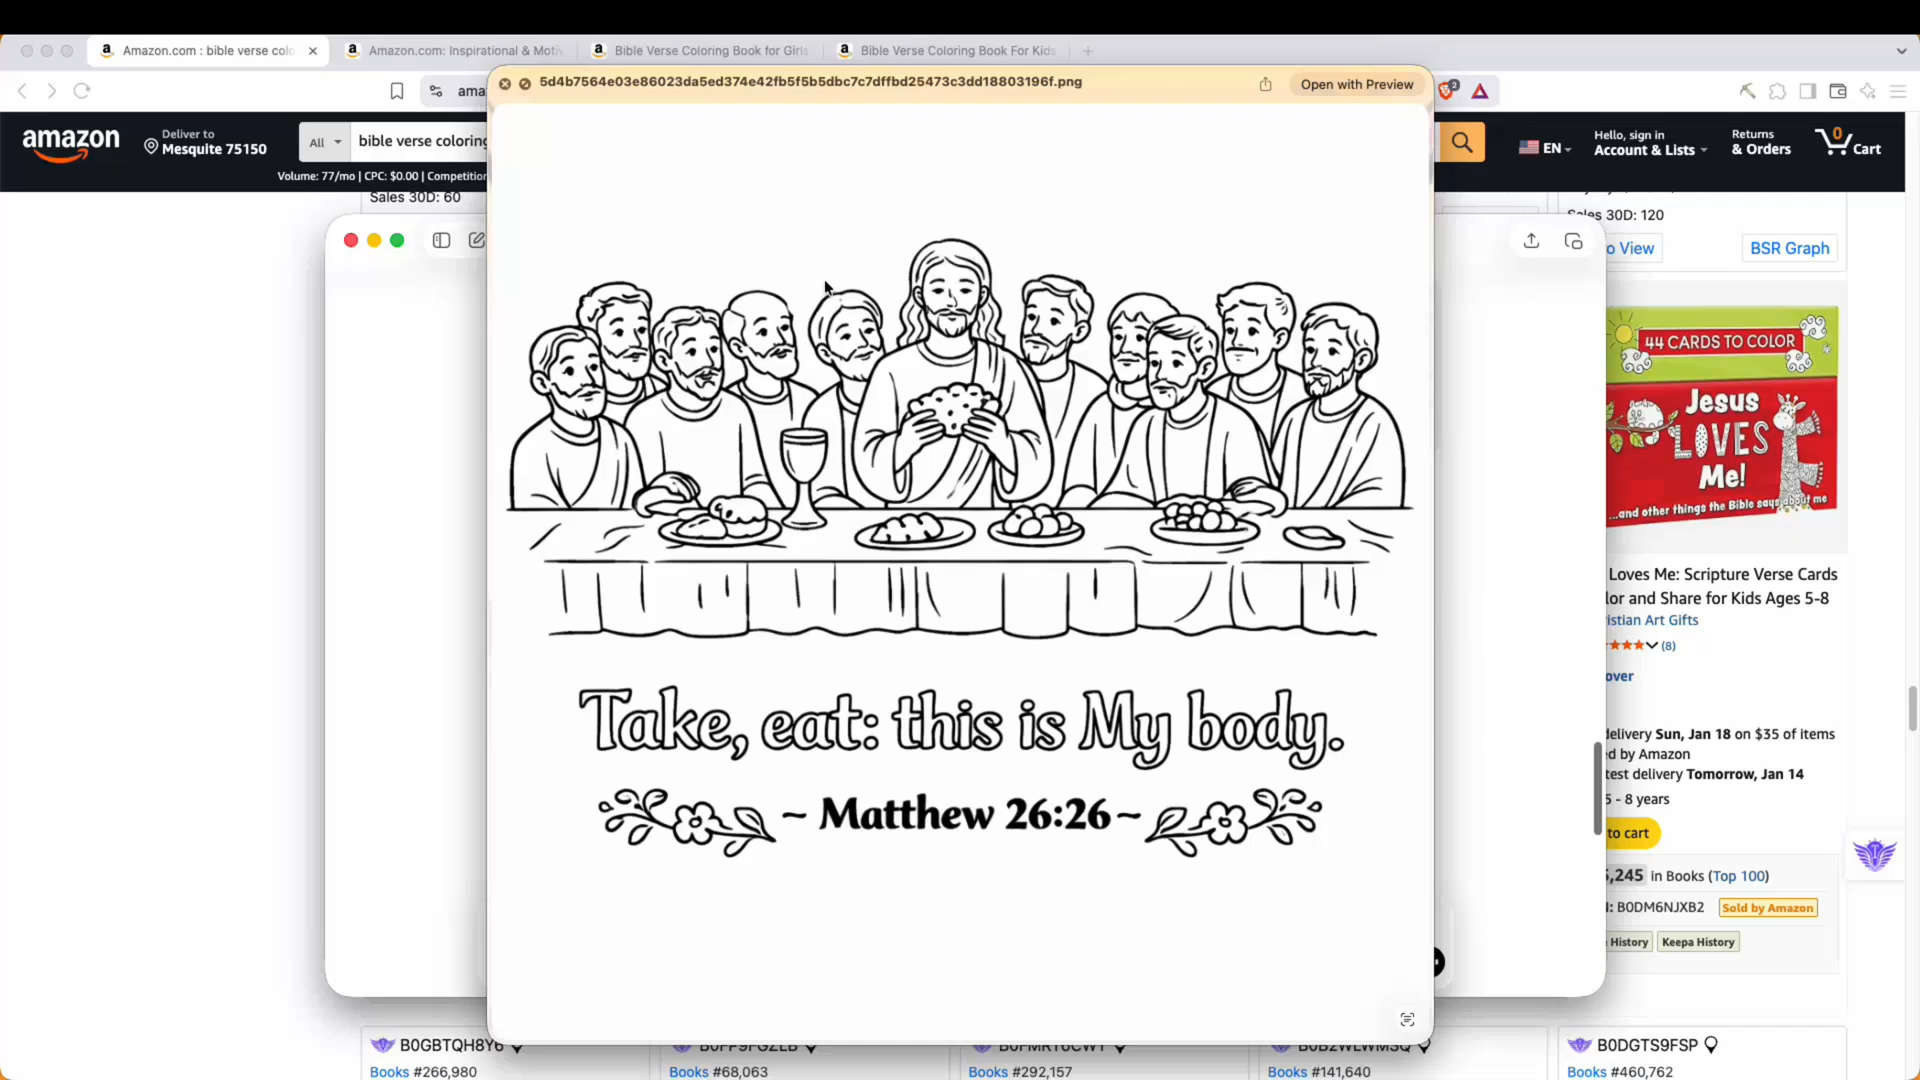 Amazon.com : bible verse colo
Amazon.com: Inspirational & Moti
Bible Verse Coloring Book for Girls
Bible Verse Coloring Book For Kids
5d4b7564e03e86023da5ed374e42fb5f5b5dbc7c7dffbd25473c3dd18803196f.png
Open with Preview
ama
2
amazon
Deliver to
Mesquite 75150
All
bible verse coloring
EN
Hello, sign in
Account & Lists
Returns
& Orders
0
Cart
Volume: 77/mo | CPC: $0.00 | Competition
Sales 30D: 60
Sales 30D: 120
o View
BSR Graph
44 CARDS TO COLOR
Jesus
LOVES
Me!
...and other things the Bible says about me
Take, eat: this is My body.
~ Matthew 26:26 ~
Loves Me: Scripture Verse Cards
lor and Share for Kids Ages 5-8
istian Art Gifts
(8)
over
delivery Sun, Jan 18 on $35 of items
ed by Amazon
test delivery Tomorrow, Jan 14
5 - 8 years
to cart
5,245 in Books (Top 100)
N: B0DM6NJXB2
Sold by Amazon
History
Keepa History
B0GBTQH8Y6
B0DGTS9FSP
Books #266,980
Books #68,063
Books #292,157
Books #141,640
Books #460,762